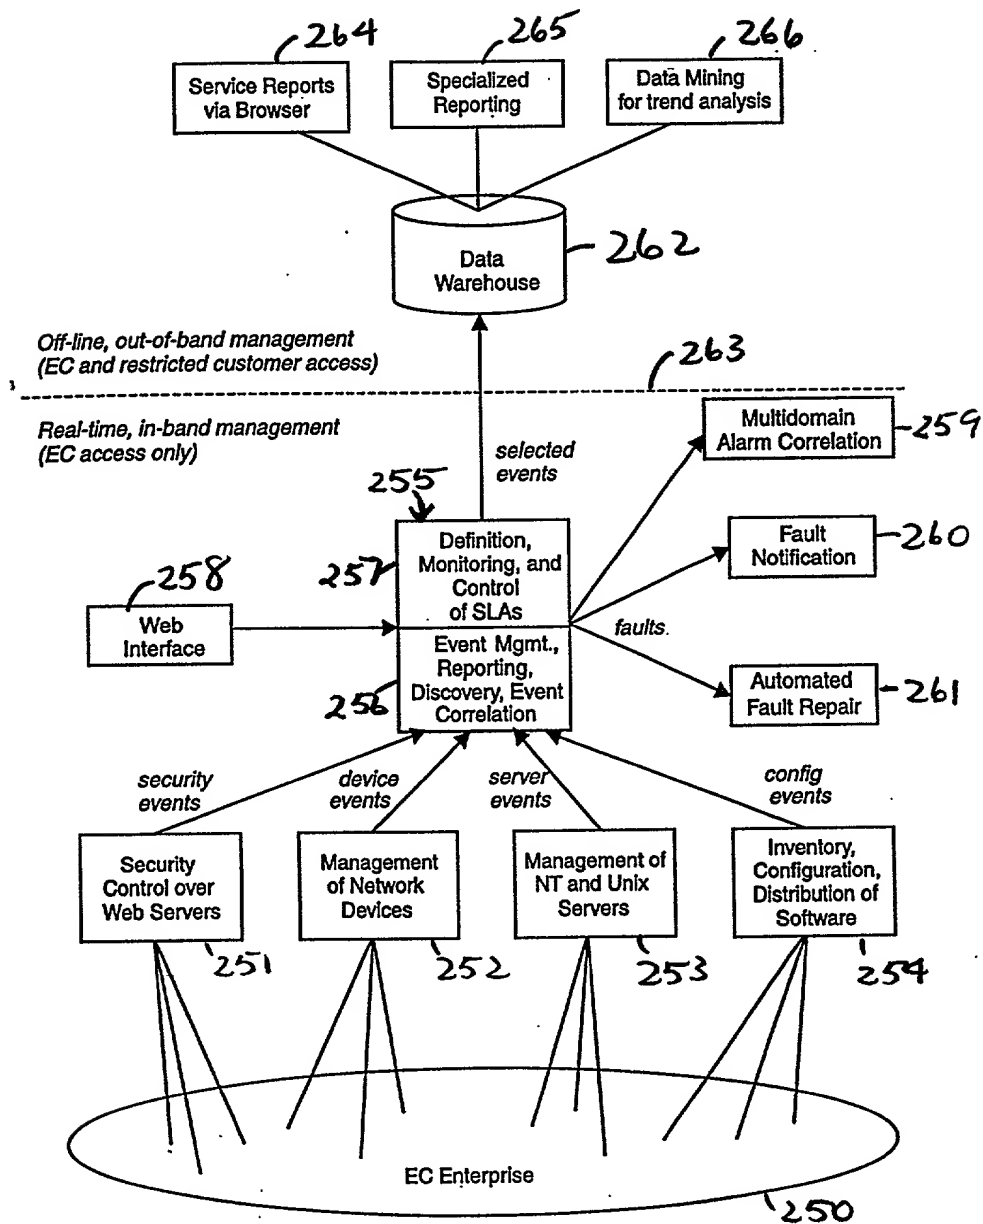 264
265
266
Service Reports
via Browser
Specialized
Reporting
Data Mining
for trend analysis
Data
Warehouse
262
Off-line, out-of-band management
(EC and restricted customer access)
263
Real-time, in-band management
(EC access only)
selected
events
Multidomain
Alarm Correlation
259
255
Definition,
Monitoring, and
Control
of SLAs
257
Fault
Notification
260
258
Web
Interface
faults.
Event Mgmt.,
Reporting,
Discovery, Event
Correlation
256
Automated
Fault Repair
261
security
events
device
events
server
events
config
events
Security
Control over
Web Servers
251
Management
of Network
Devices
252
Management of
NT and Unix
Servers
253
Inventory,
Configuration,
Distribution of
Software
254
EC Enterprise
250